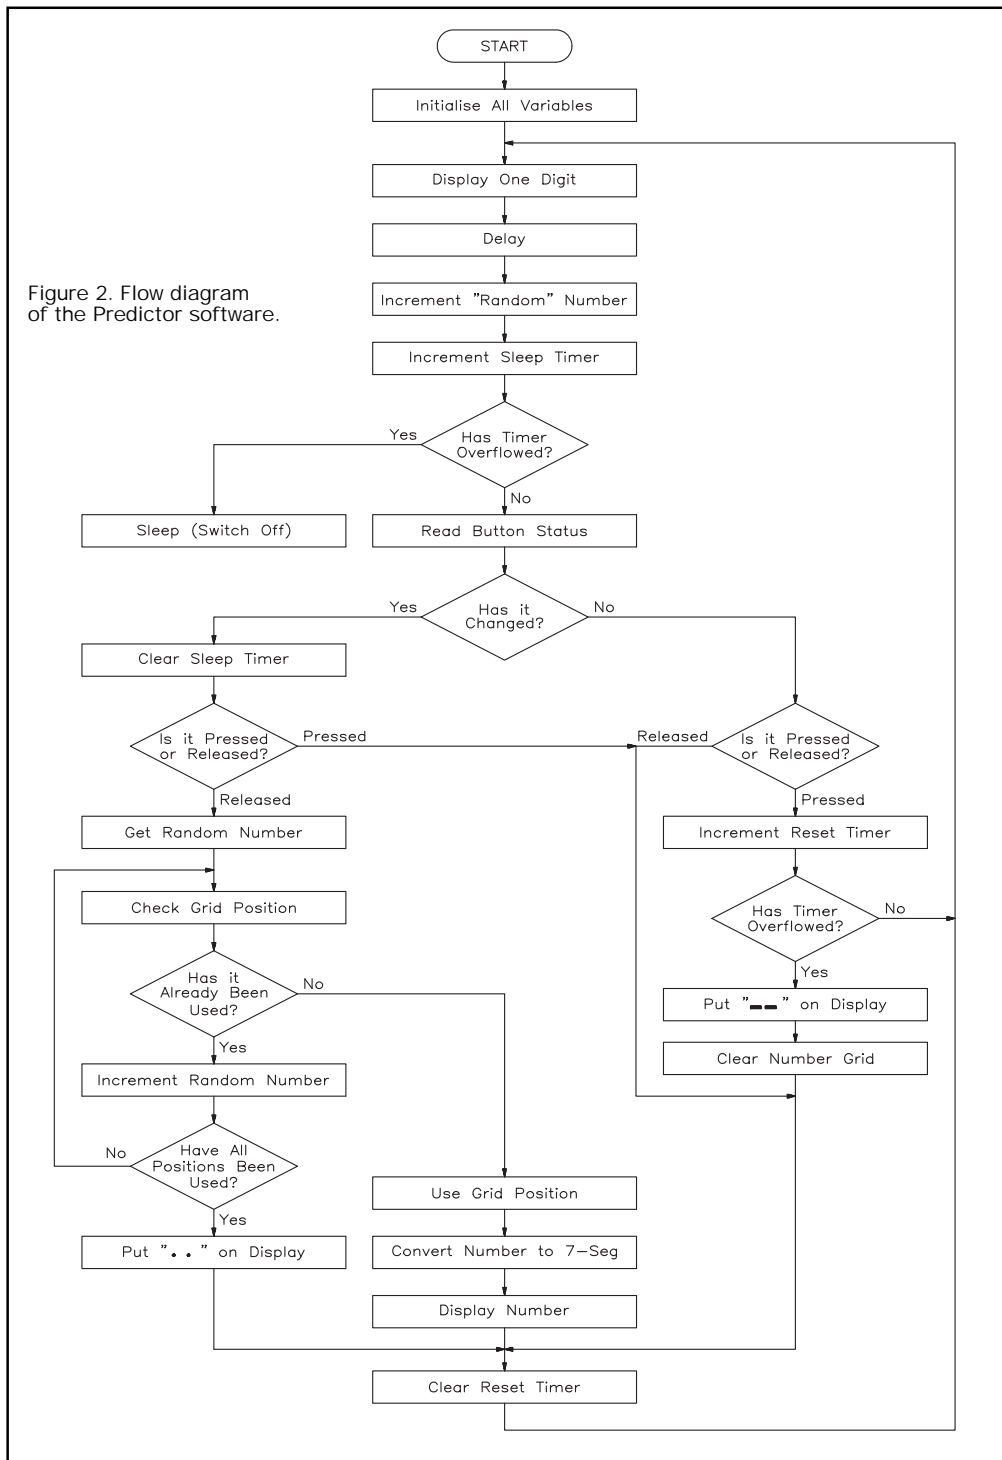 START
Initialise All Variables
Display One Digit
Delay
Figure 2. Flow diagram
of the Predictor software.
Increment "Random" Number
Increment Sleep Timer
Has Timer
Overflowed?
Yes
No
Sleep (Switch Off)
Read Button Status
Has it
Changed?
Yes
No
Clear Sleep Timer
Is it Pressed
or Released?
Pressed
Released
Is it Pressed
or Released?
Released
Pressed
Get Random Number
Increment Reset Timer
Check Grid Position
Has Timer
Overflowed?
No
Yes
Has it
Already Been
Used?
No
Yes
Put "--" on Display
Clear Number Grid
Increment Random Number
Have All
Positions Been
Used?
No
Yes
Use Grid Position
Put ". ." on Display
Convert Number to 7-Seg
Display Number
Clear Reset Timer